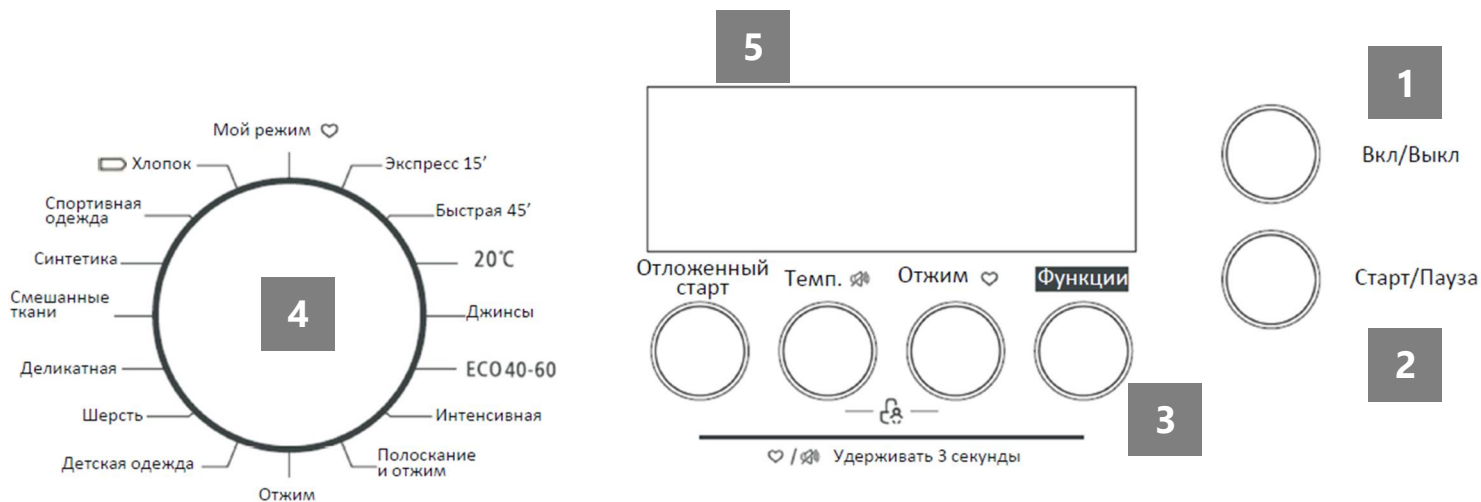 5
1
Мой режим
Хлопок
Экспресс 15′
Вкл/Выкл
Спортивная
одежда
Быстрая 45′
Синтетика
20℃
Отложенный
старт
Темп.
Отжим
Функции
Старт/Пауза
Смешанные
ткани
4
Джинсы
Деликатная
ECO 40-60
2
Шерсть
Интенсивная
3
Детская одежда
Полоскание
и отжим
/ Удерживать 3 секунды
Отжим